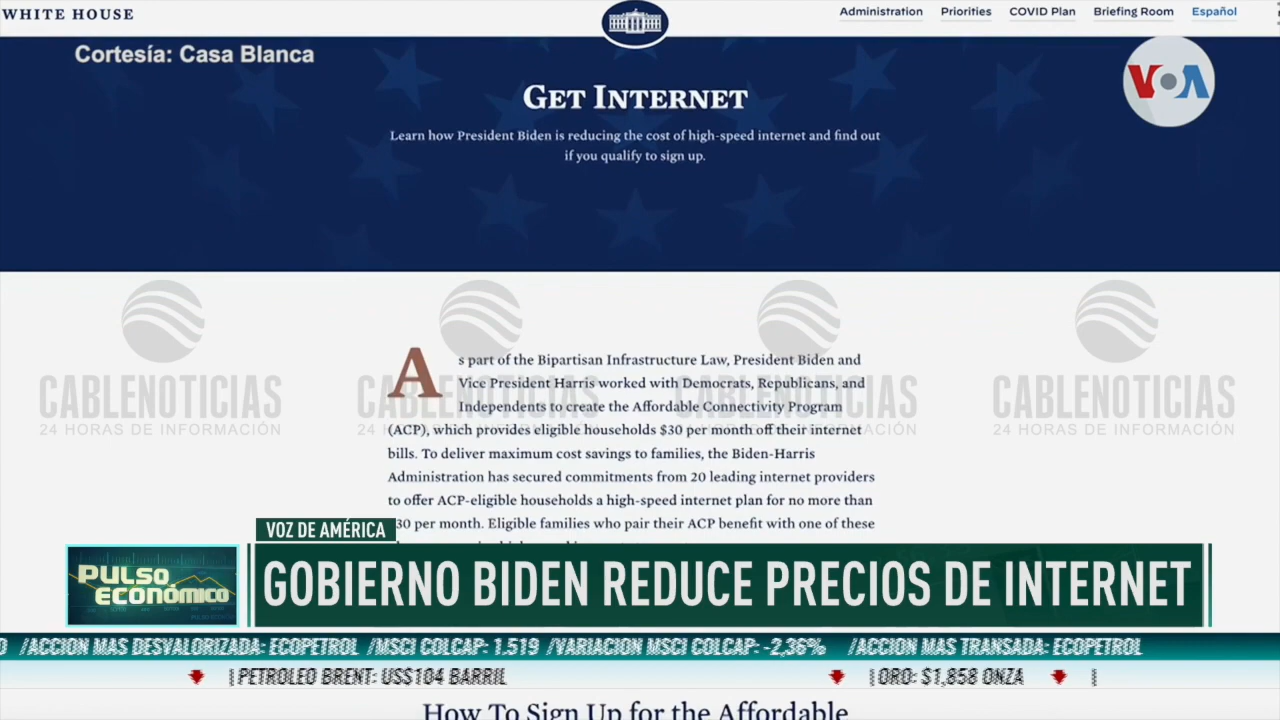 WHITE HOUSE
Administration Priorities COVID Plan Briefing Room Español
Cortesía: Casa Blanca
VOA
GET INTERNET
Learn how President Biden is reducing the cost of high-speed internet and find out
if you qualify to sign up.
As part of the Bipartisan Infrastructure Law, President Biden and
Vice President Harris worked with Democrats, Republicans, and
Independents to create the Affordable Connectivity Program
(ACP), which provides eligible households $30 per month off their internet
bills. To deliver maximum cost savings to families, the Biden-Harris
Administration has secured commitments from 20 leading internet providers
to offer ACP-eligible households a high-speed internet plan for no more than
$30 per month. Eligible families who pair their ACP benefit with one of these
CABLENOTICIAS CABLENOTICIAS CABLENOTICIAS CABLENOTICIAS
24 HORAS DE INFORMACIÓN 24 HORAS DE INFORMACIÓN 24 HORAS DE INFORMACIÓN 24 HORAS DE INFORMACIÓN
VOZ DE AMÉRICA
PULSO
ECONÓMICO
GOBIERNO BIDEN REDUCE PRECIOS DE INTERNET
/ACCION MAS DESVALORIZADA: ECOPETROL /MSCI COLCAP: 1.519 /VARIACION MSCI COLCAP: -2,36% /ACCION MAS TRANSADA: ECOPETROL
PETROLEO BRENT: US$104 BARRIL ORO: $1,858 ONZA
How To Sign Up for the Affordable